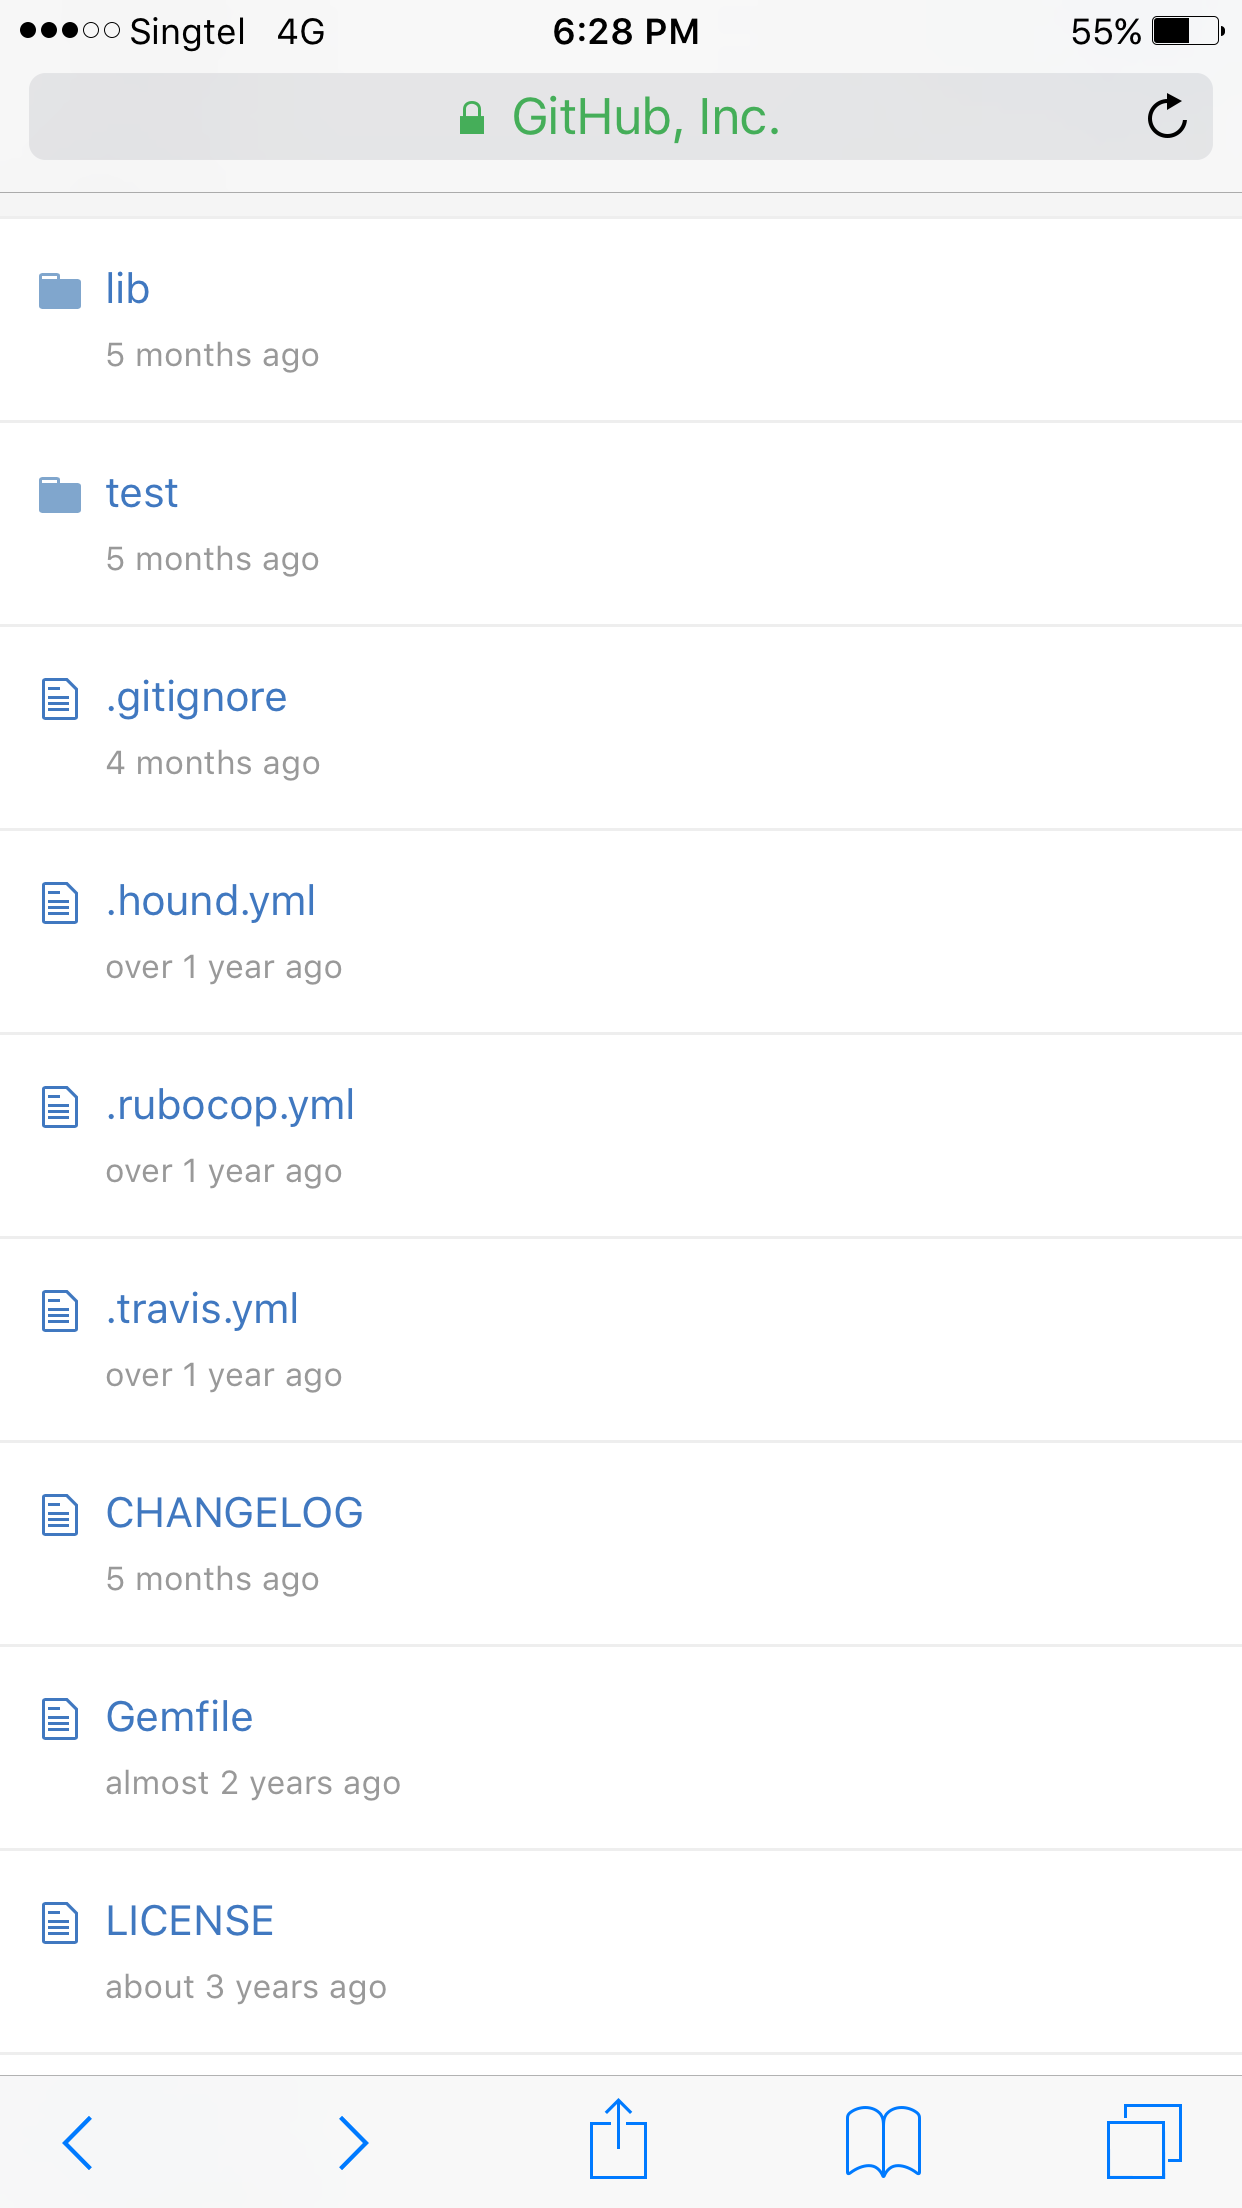 Singtel 4G 6:28 PM 55%
GitHub, Inc.
lib
5 months ago
test
5 months ago
.gitignore
4 months ago
.hound.yml
over 1 year ago
.rubocop.yml
over 1 year ago
.travis.yml
over 1 year ago
CHANGELOG
5 months ago
Gemfile
almost 2 years ago
LICENSE
about 3 years ago